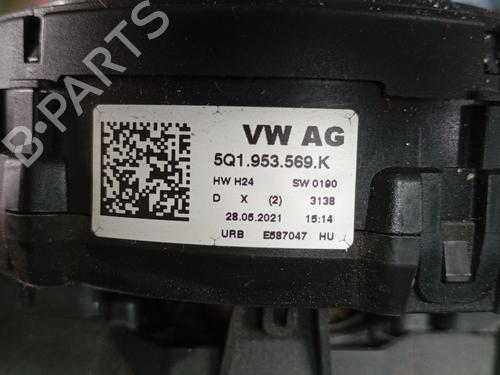 B-PARTS
VW AG
5Q1.953.569.K
HW H24 SW 0190
D X (2) 3138
28.05.2021 15:14
URB E587047 HU